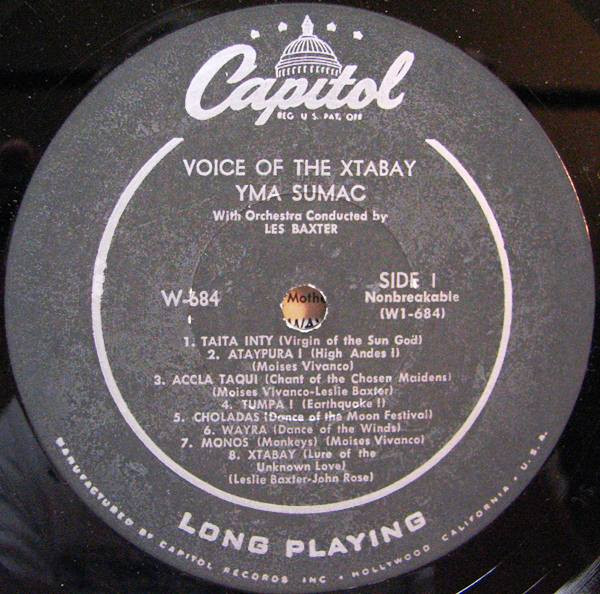 Capitol
REG. U.S. PAT. OFF.
VOICE OF THE XTABAY
YMA SUMAC
With Orchestra Conducted by
LES BAXTER
W-684
SIDE 1
Nonbreakable
(W1-684)
Mothe
1. TAITA INTY (Virgin of the Sun God)
2. ATAYPURA! (High Andes!)
(Moises Vivanco)
3. ACCLA TAQUI (Chant of the Chosen Maidens)
(Moises Vivanco-Leslie Baxter)
4. TUMPA! (Earthquake!)
5. CHOLADAS (Dance of the Moon Festival)
6. WAYRA (Dance of the Winds)
7. MONOS (Monkeys) (Moises Vivanco)
8. XTABAY (Lure of the
Unknown Love)
(Leslie Baxter-John Rose)
LONG PLAYING
MANUFACTURED BY CAPITOL RECORDS INC • HOLLYWOOD CALIFORNIA • U.S.A.